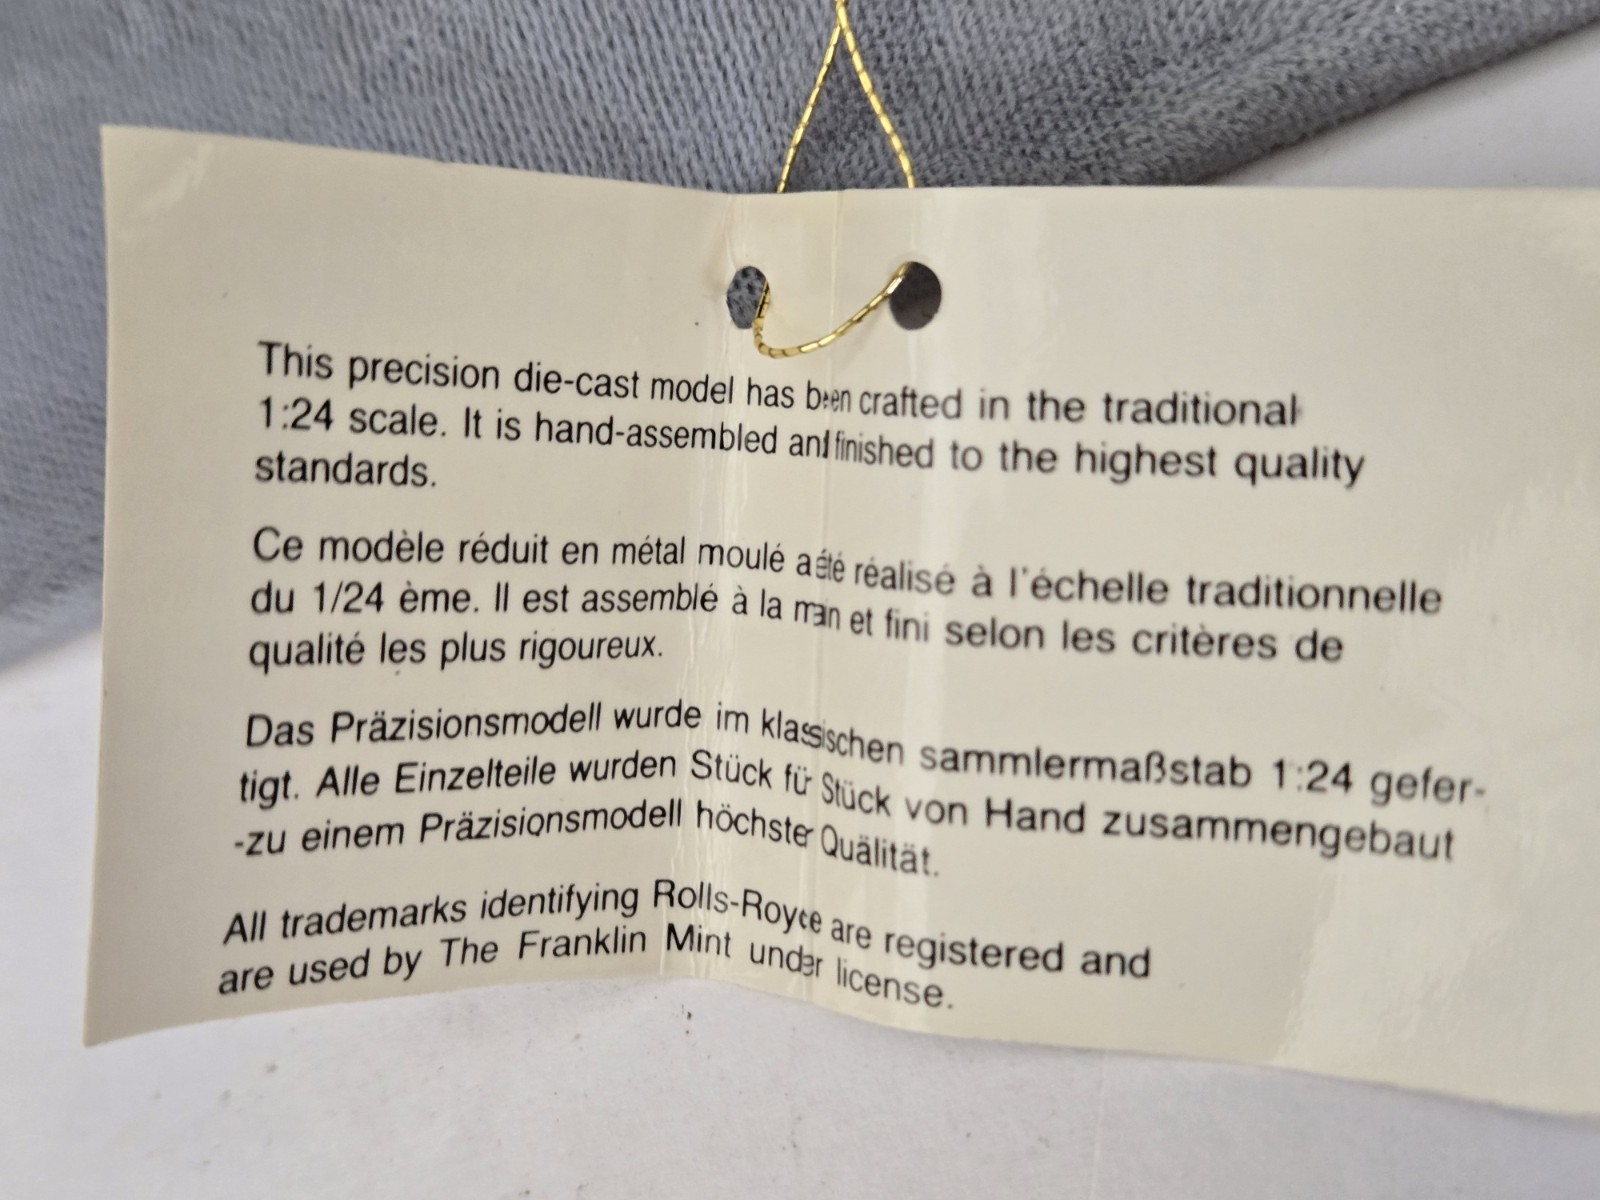 This precision die-cast model has been crafted in the traditional
1:24 scale. It is hand-assembled and finished to the highest quality
standards.
Ce modèle réduit en métal moulé a été réalisé à l'échelle traditionnelle
du 1/24 ème. Il est assemblé à la main et fini selon les critères de
qualité les plus rigoureux.
Das Präzisionsmodell wurde im klassischen sammlermaßstab 1:24 gefer-
tigt. Alle Einzelteile wurden Stück für Stück von Hand zusammengebaut
-zu einem Präzisionsmodell höchster Quälität.
All trademarks identifying Rolls-Royce are registered and
are used by The Franklin Mint under license.